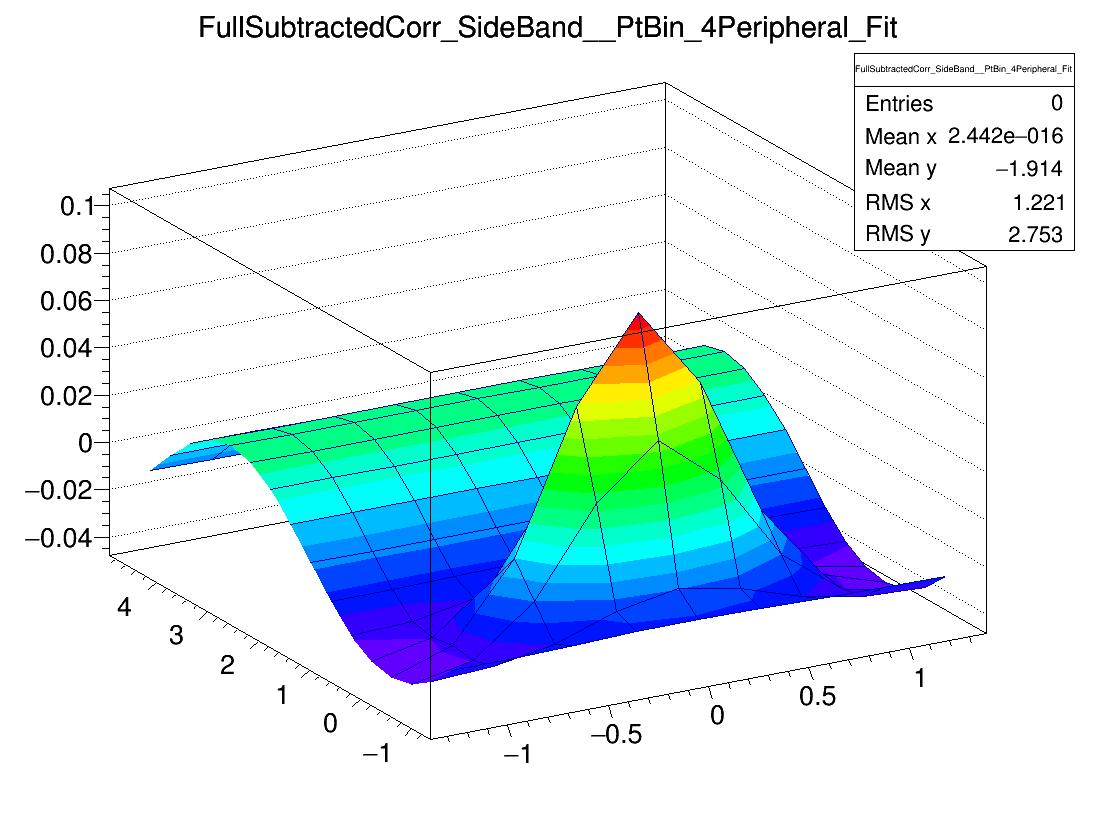 FullSubtractedCorr_SideBand__PtBin_4Peripheral_Fit
FullSubtractedCorr_SideBand__PtBin_4Peripheral_Fit
Entries 0
Mean x 2.442e−016
Mean y −1.914
RMS x 1.221
RMS y 2.753
0.1
0.08
0.06
0.04
0.02
0
−0.02
−0.04
4
3
2
1
0
−1
−1
−0.5
0
0.5
1